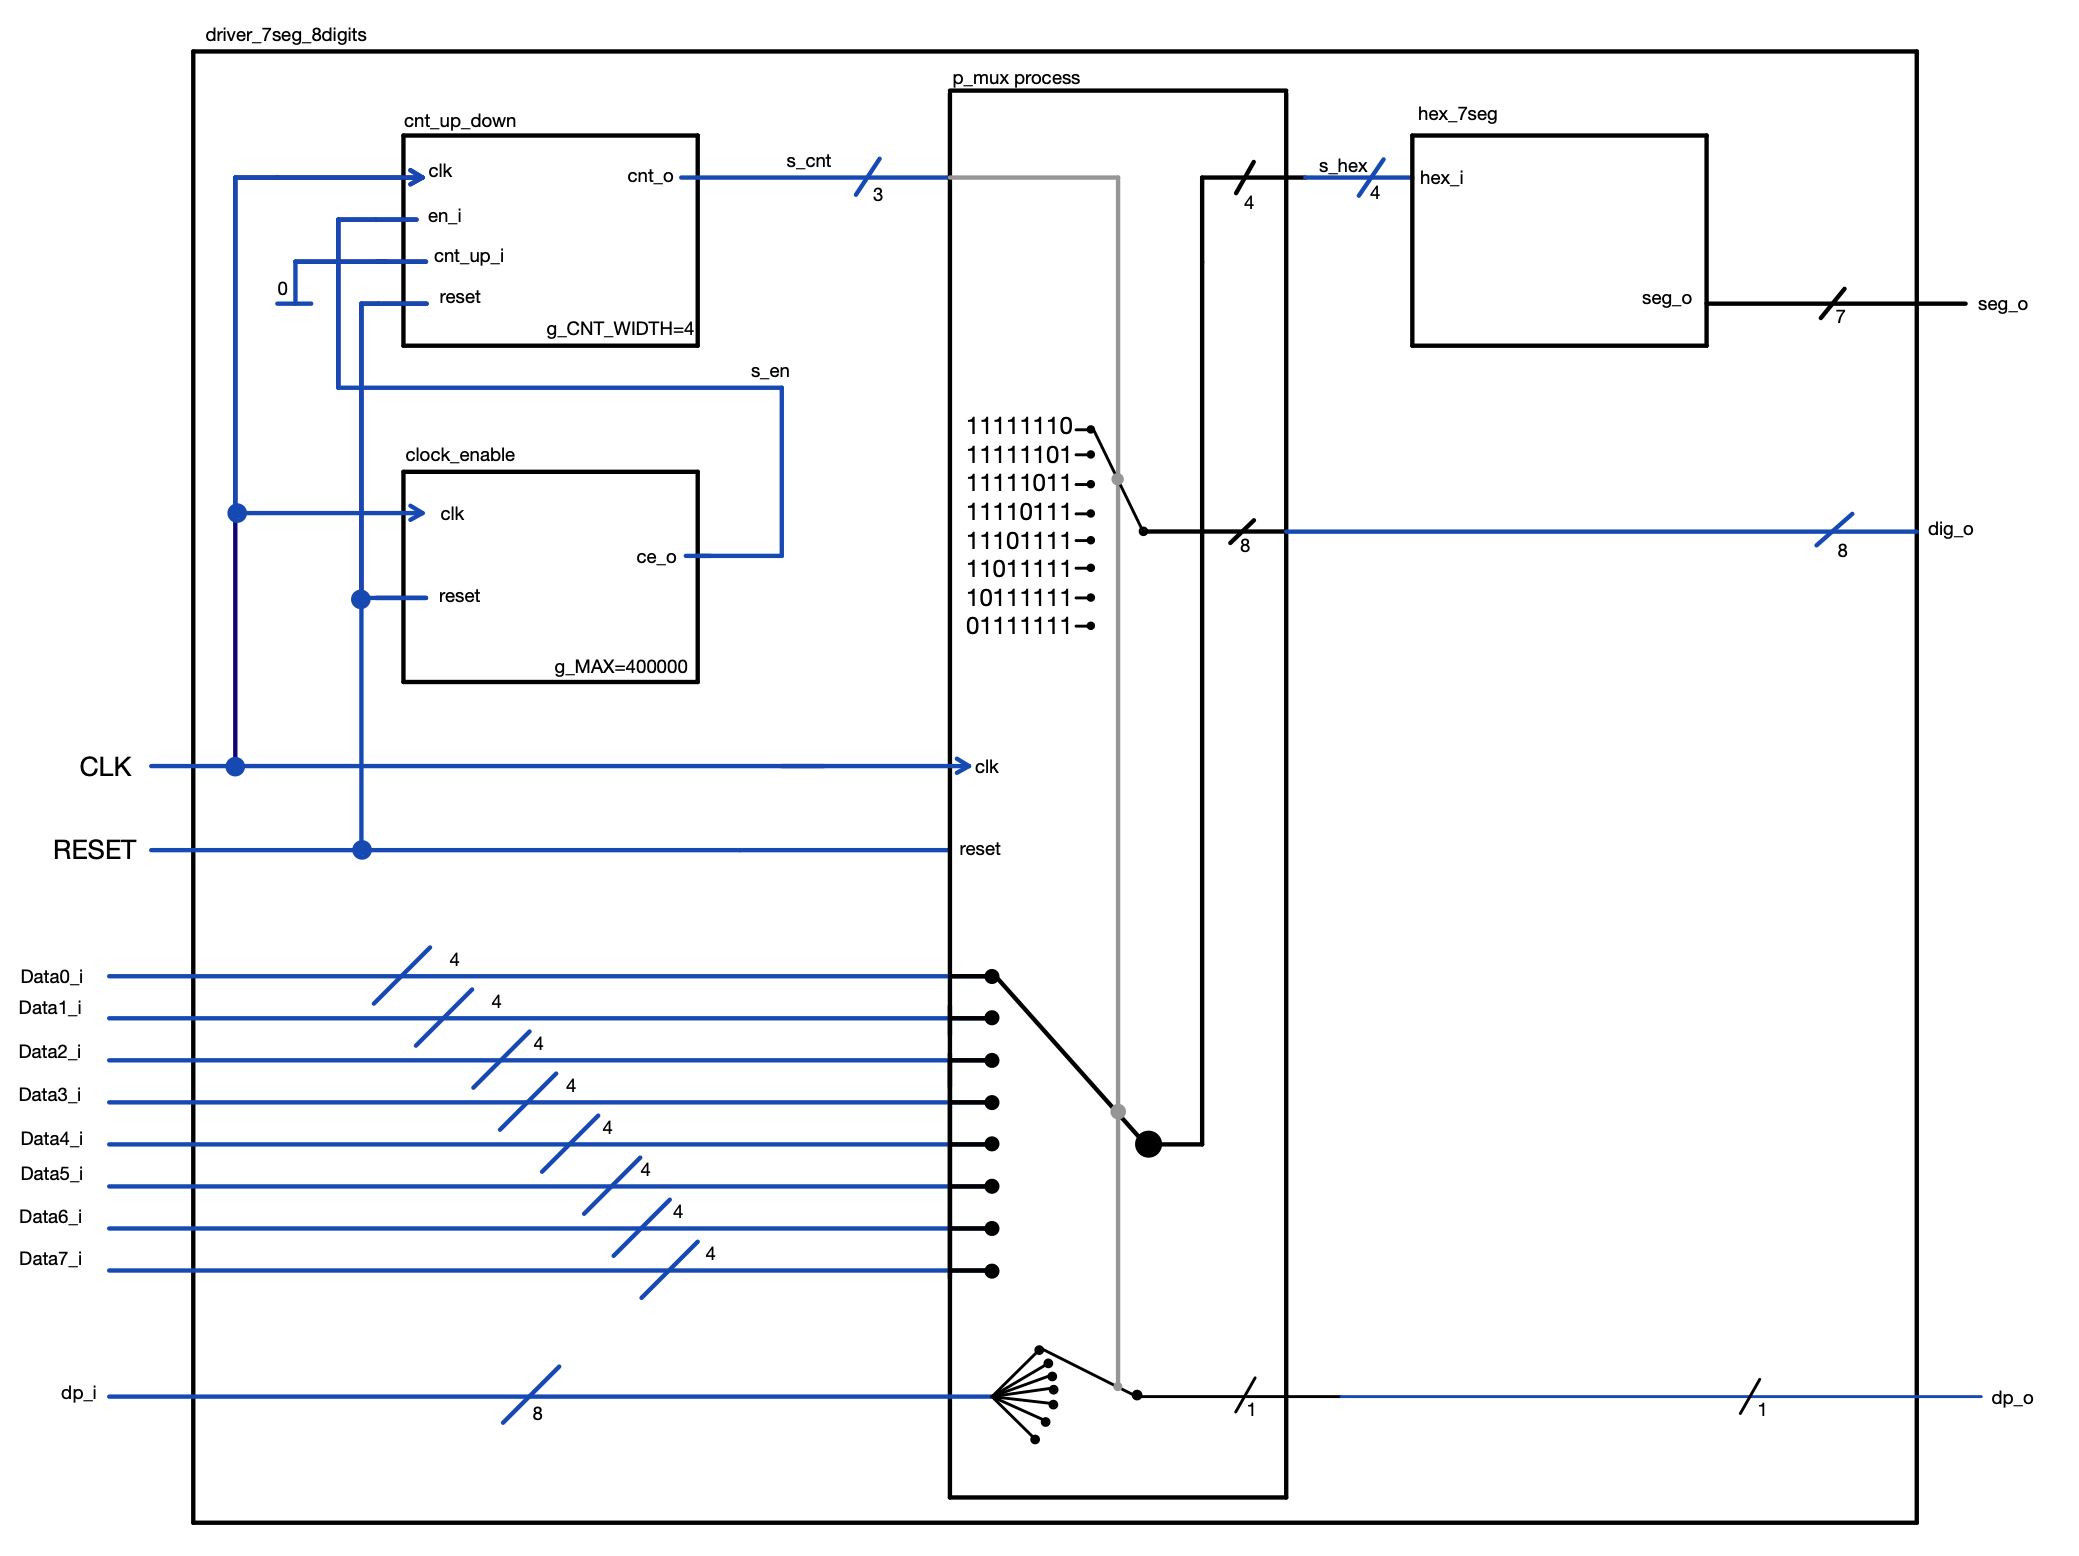 driver_7seg_8digits
p_mux process
cnt_up_down
clk
en_i
cnt_up_i
0
reset
cnt_o
g_CNT_WIDTH=4
s_cnt
3
4
s_hex
4
hex_7seg
hex_i
seg_o
7
seg_o
s_en
clock_enable
clk
ce_o
reset
g_MAX=400000
11111110
11111101
11111011
11110111
11101111
11011111
10111111
01111111
8
8
dig_o
CLK
clk
RESET
reset
Data0_i
4
Data1_i
4
Data2_i
4
Data3_i
4
Data4_i
4
Data5_i
4
Data6_i
4
Data7_i
4
dp_i
8
1
1
dp_o